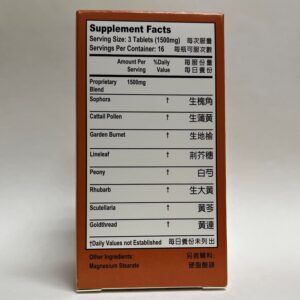 Supplement Facts
Serving Size: 3 Tablets (1500mg) 每次服量
Servings Per Container: 16 每瓶可服次數
Amount Per Serving %Daily Value 每服份量 每日養份
Proprietary Blend 1500mg
Sophora † 生槐角
Cattail Pollen † 生蒲黃
Garden Burnet † 生地榆
Lineleaf † 荊芥穗
Peony † 白芍
Rhubarb † 生大黃
Scutellaria † 黃芩
Goldthread † 黃連
†Daily Values not Established 每日養份未列出
Other Ingredients: 另者輔料:
Magnesium Stearate 硬脂酸鎂